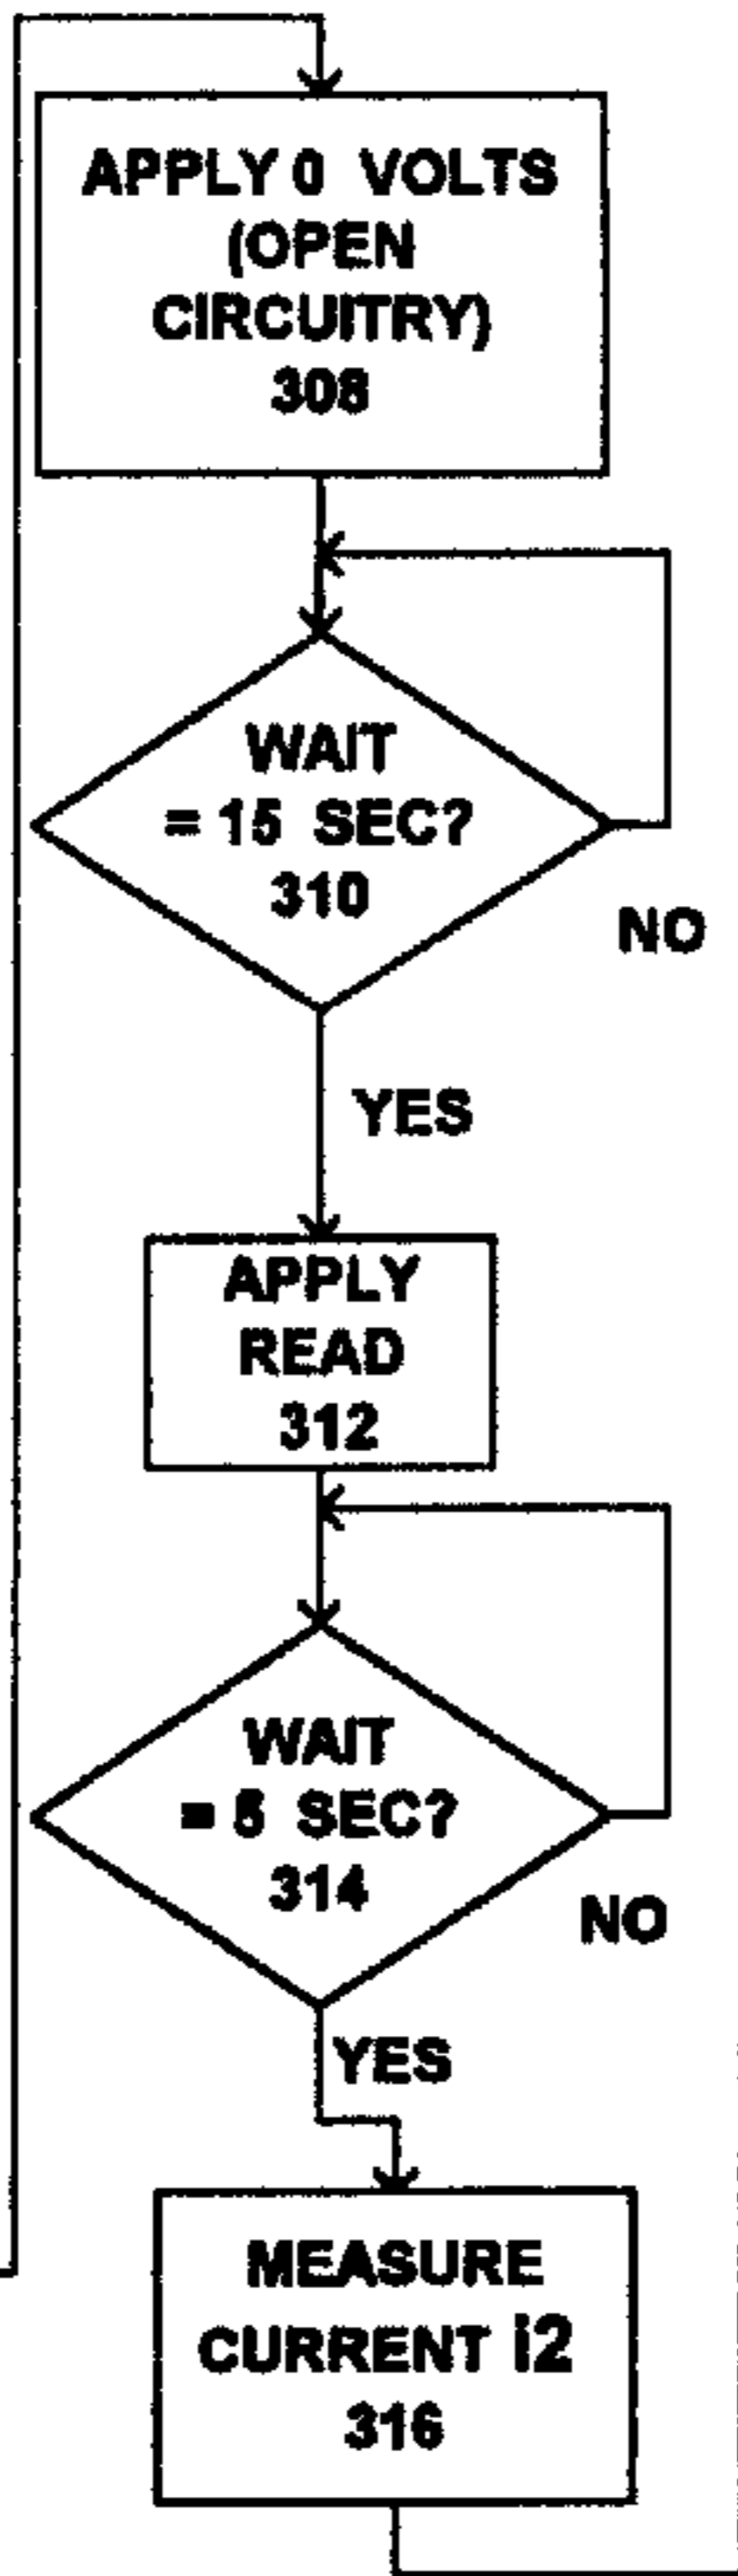 APPLY 0 VOLTS
(OPEN
CIRCUITRY)
308
WAIT
= 15 SEC?
310
NO
YES
APPLY
READ
312
WAIT
= 5 SEC?
314
NO
YES
MEASURE
CURRENT i2
316